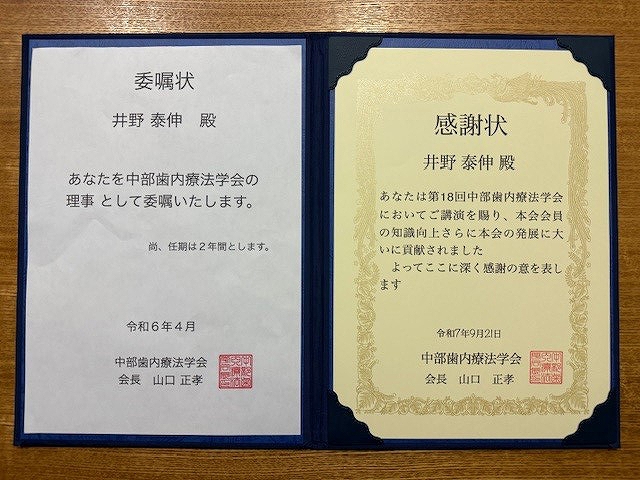 委嘱状
井野 泰伸　殿
あなたを中部歯内療法学会の
理事 として委嘱いたします。
尚、任期は２年間とします。
令和６年４月
中部歯内療法学会
会長　山口 正孝
感謝状
井野 泰伸 殿
あなたは第18回中部歯内療法学会
においてご講演を賜り、本会会員
の知識向上さらに本会の発展に大
いに貢献されました
　よってここに深く感謝の意を表し
ます
令和7年9月21日
中部歯内療法学会
会長　山口　正孝